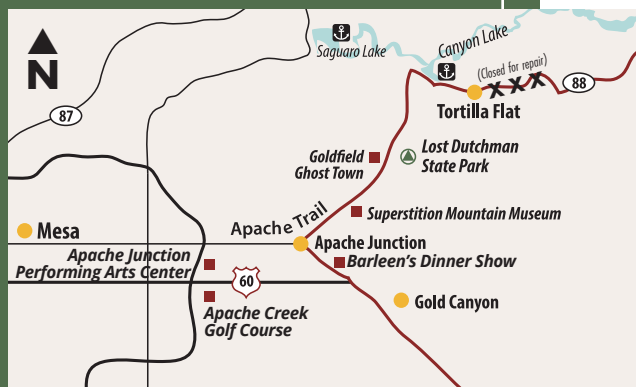 N
Saguaro Lake
Canyon Lake
(Closed for repair)
X X X
88
Tortilla Flat
87
Goldfield
Ghost Town
Lost Dutchman
State Park
Apache Trail
Superstition Mountain Museum
Mesa
Apache Junction
Apache Junction
Performing Arts Center
Barleen's Dinner Show
60
Apache Creek
Golf Course
Gold Canyon